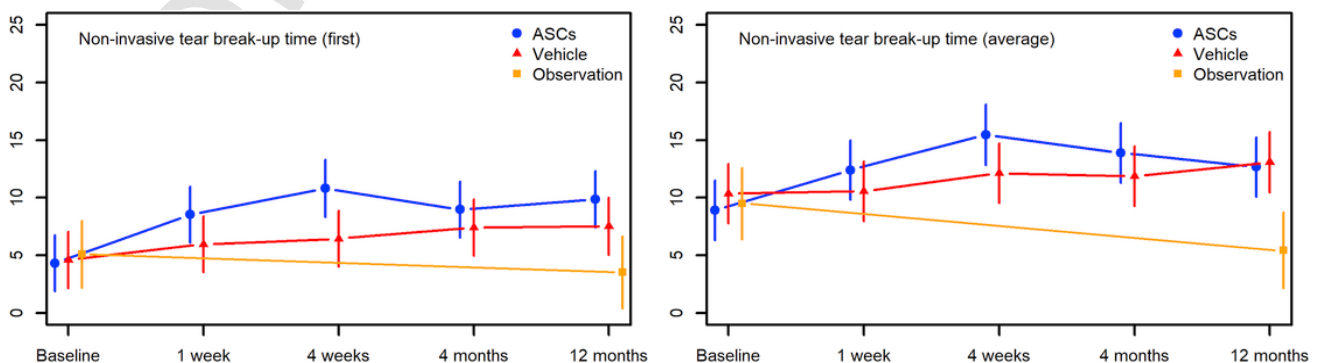 Non-invasive tear break-up time (first)
ASCs
Vehicle
Observation
25
20
15
10
5
0
Baseline 1 week 4 weeks 4 months 12 months
Non-invasive tear break-up time (average)
ASCs
Vehicle
Observation
25
20
15
10
5
0
Baseline 1 week 4 weeks 4 months 12 months